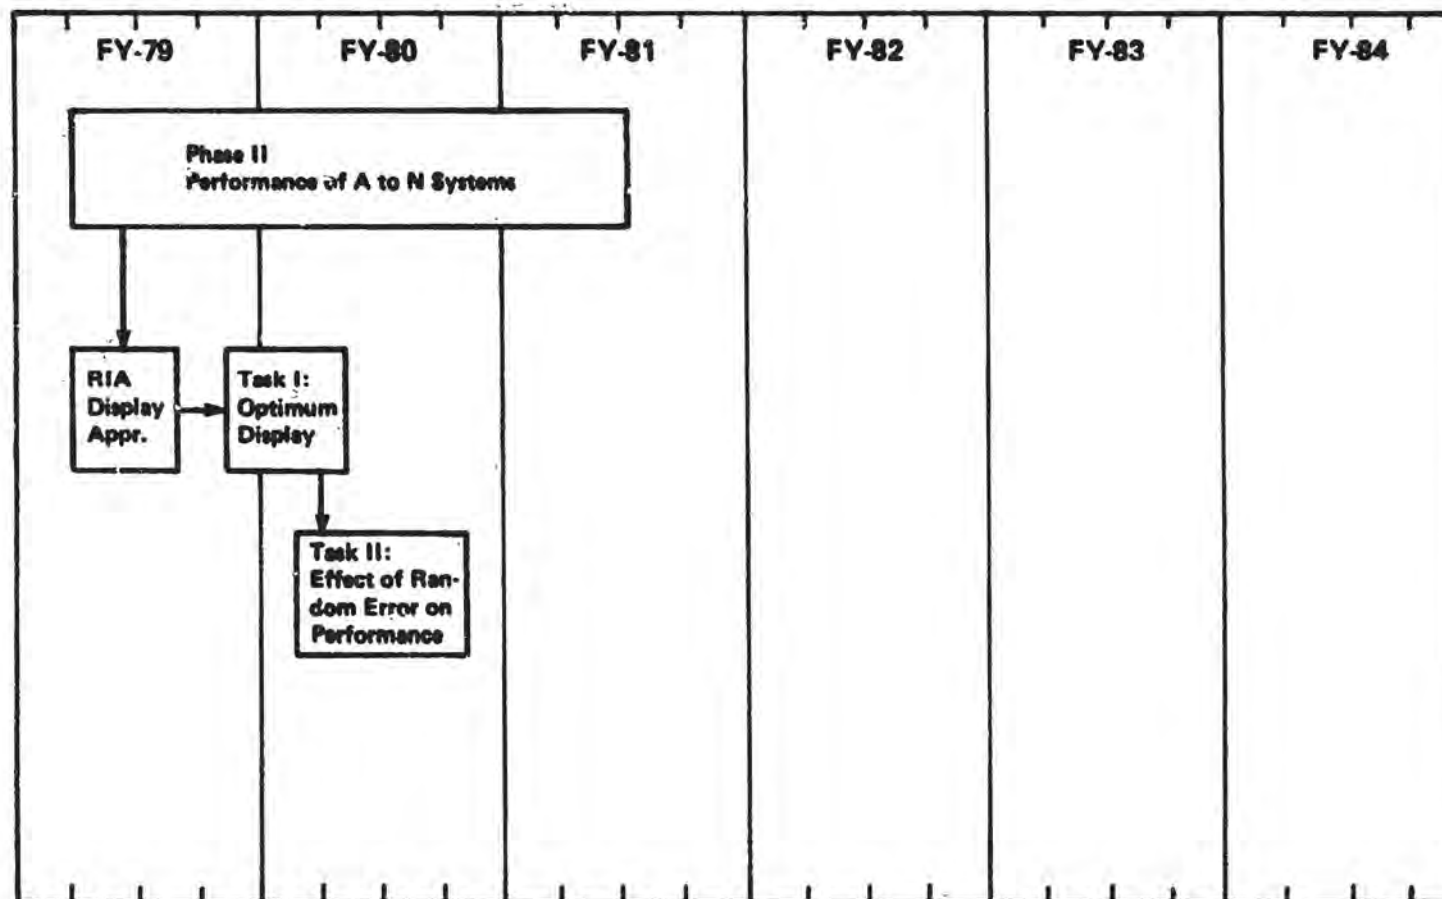 FY-79 FY-80 FY-81 FY-82 FY-83 FY-84
Phase II
Performance of A to N Systems
RIA
Display
Appr.
Task I:
Optimum
Display
Task II:
Effect of Ran-
dom Error on
Performance